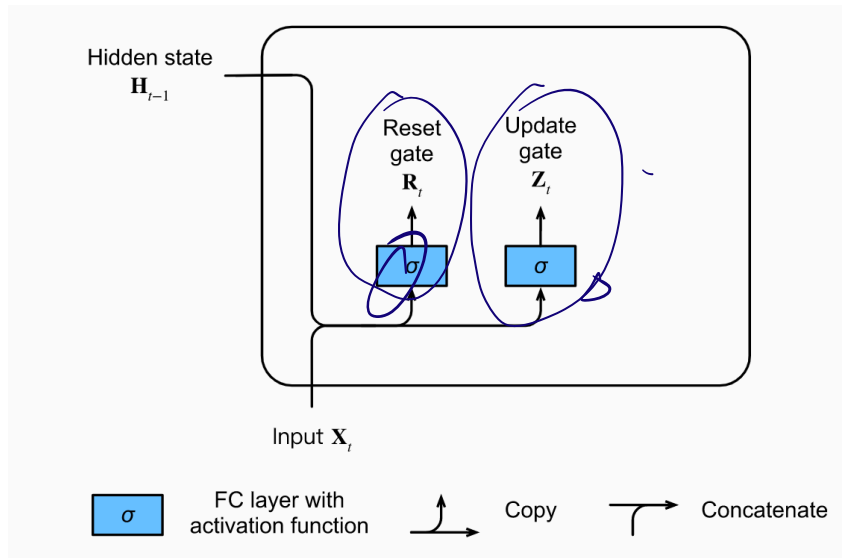 Hidden state
H_{t−1}
Reset
gate
R_t
Update
gate
Z_t
σ
σ
Input X_t
σ
FC layer with
activation function
Copy
Concatenate